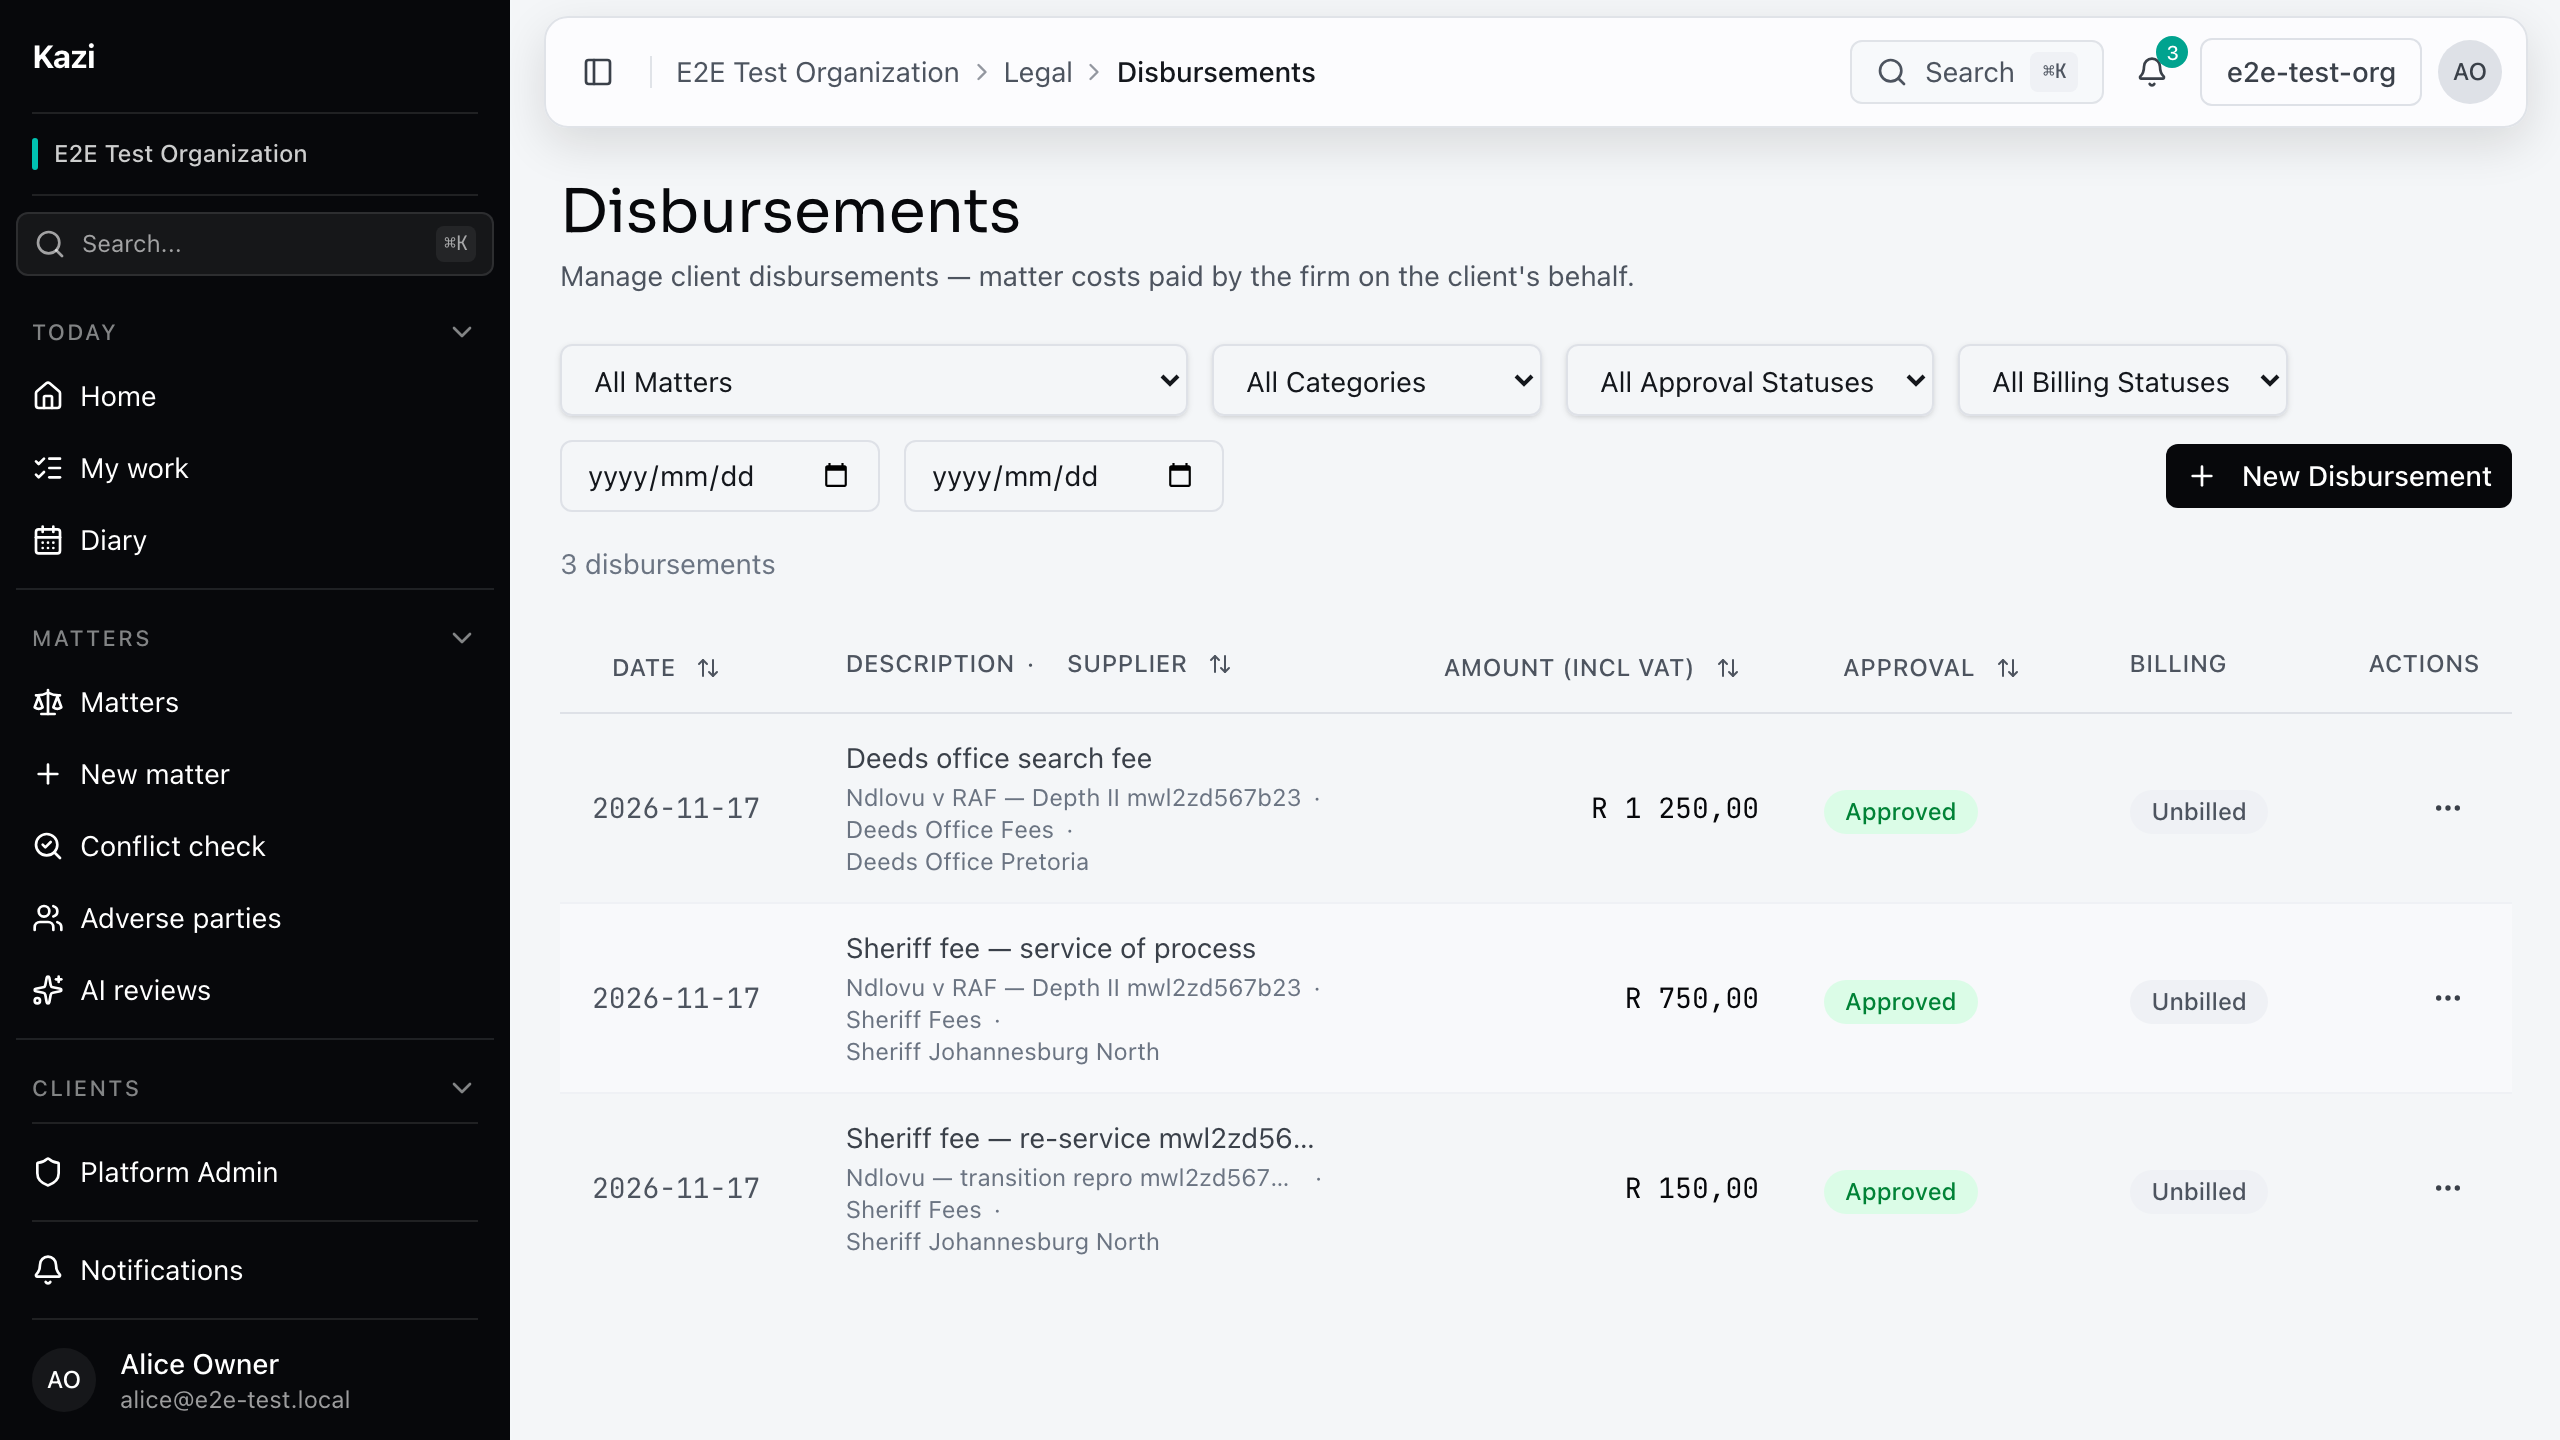 Kazi
E2E Test Organization
Search...
⌘K
TODAY
Home
My work
Diary
MATTERS
Matters
New matter
Conflict check
Adverse parties
AI reviews
CLIENTS
Platform Admin
Notifications
AO
Alice Owner
alice@e2e-test.local
E2E Test Organization > Legal > Disbursements
Search ⌘K
3
e2e-test-org
AO
Disbursements
Manage client disbursements — matter costs paid by the firm on the client's behalf.
All Matters
All Categories
All Approval Statuses
All Billing Statuses
yyyy/mm/dd
yyyy/mm/dd
+ New Disbursement
3 disbursements
DATE
DESCRIPTION · SUPPLIER
AMOUNT (INCL VAT)
APPROVAL
BILLING
ACTIONS
2026-11-17
Deeds office search fee
Ndlovu v RAF — Depth II mwl2zd567b23 ·
Deeds Office Fees ·
Deeds Office Pretoria
R 1 250,00
Approved
Unbilled
2026-11-17
Sheriff fee — service of process
Ndlovu v RAF — Depth II mwl2zd567b23 ·
Sheriff Fees ·
Sheriff Johannesburg North
R 750,00
Approved
Unbilled
2026-11-17
Sheriff fee — re-service mwl2zd56...
Ndlovu — transition repro mwl2zd567... ·
Sheriff Fees ·
Sheriff Johannesburg North
R 150,00
Approved
Unbilled